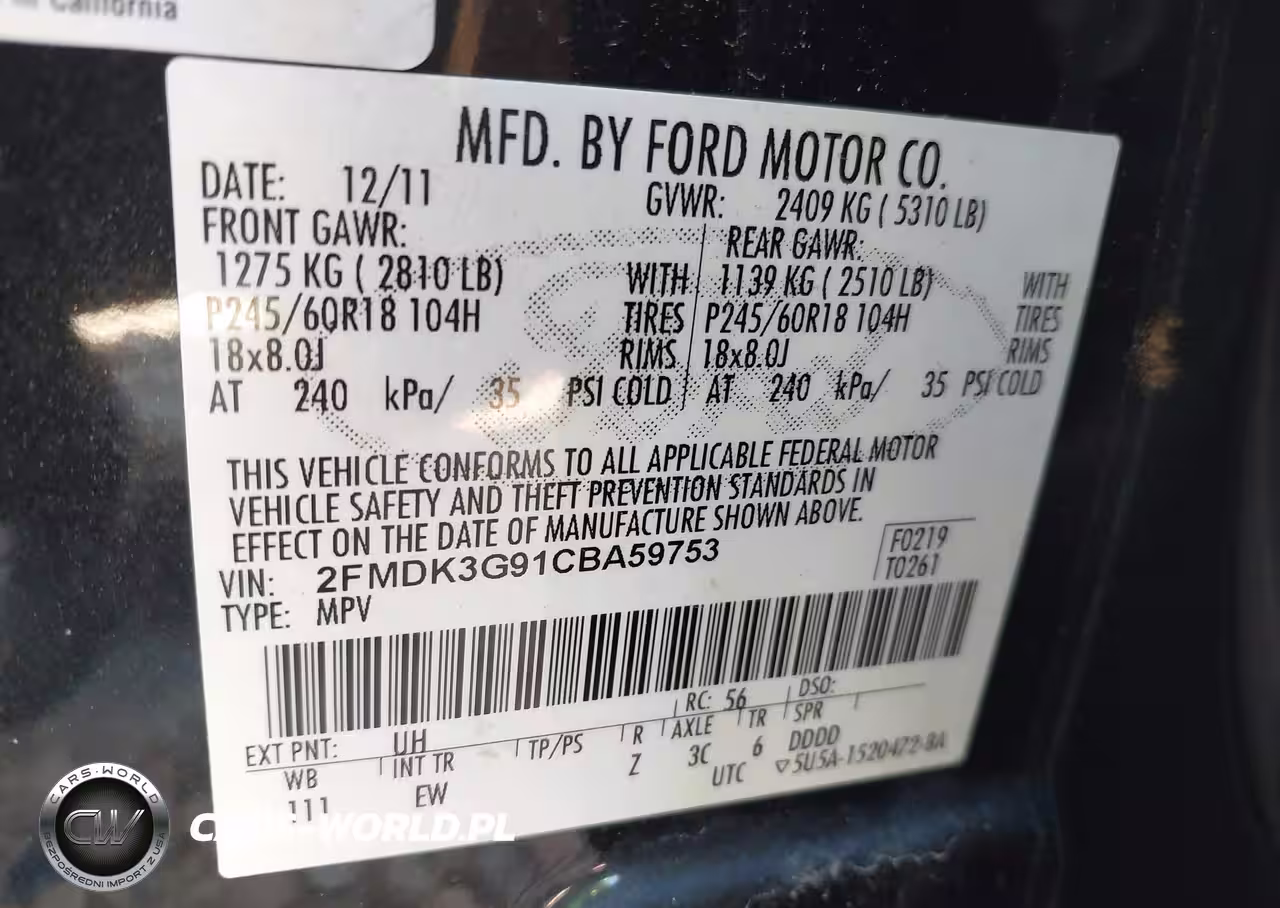 California
MFD. BY FORD MOTOR CO.
DATE: 12/11 GVWR: 2409 KG ( 5310 LB)
FRONT GAWR: REAR GAWR:
1275 KG ( 2810 LB) WITH 1139 KG ( 2510 LB) WITH
P245/60R18 104H TIRES P245/60R18 104H TIRES
18x8.0J RIMS 18x8.0J RIMS
AT 240 kPa/ 35 PSI COLD AT 240 kPa/ 35 PSI COLD
THIS VEHICLE CONFORMS TO ALL APPLICABLE FEDERAL MOTOR
VEHICLE SAFETY AND THEFT PREVENTION STANDARDS IN
EFFECT ON THE DATE OF MANUFACTURE SHOWN ABOVE.
VIN: 2FMDK3G91CBA59753
F0219
T0261
TYPE: MPV
RC: 56 DSO:
EXT PNT: UH
WB INT TR TP/PS R AXLE TR SPR
111 EW Z 3C 6 DDDD
UTC ▽5U5A-1520472-BA
CARS-WORLD
CW
BEZPOŚREDNI IMPORT Z USA
CARS-WORLD.PL